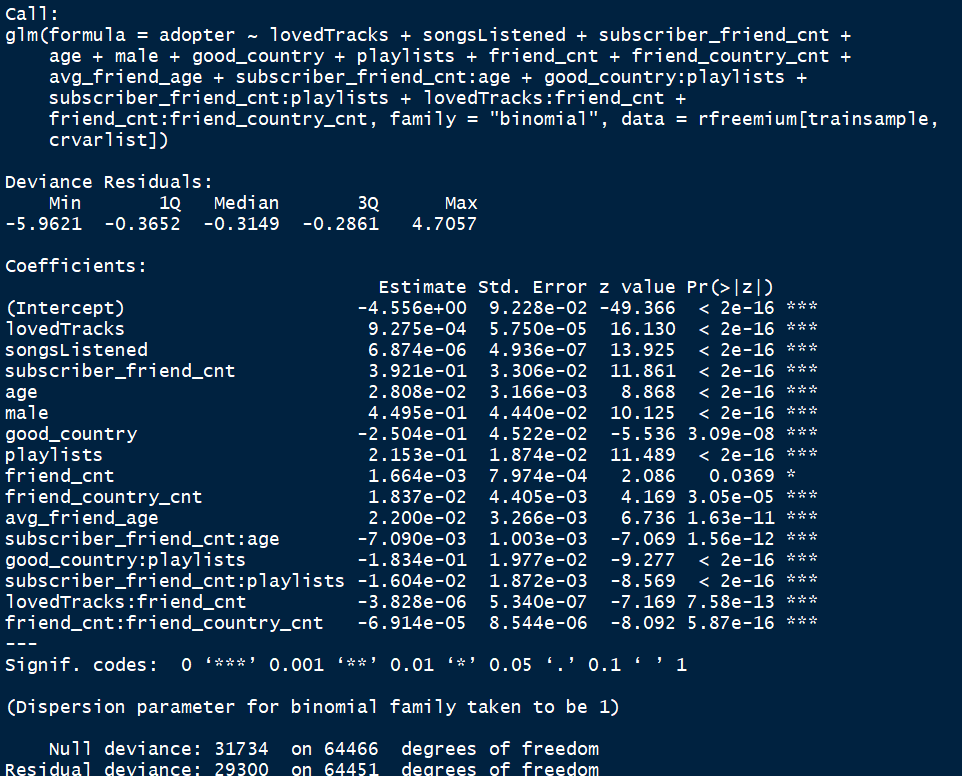 Call:
glm(formula = adopter ~ lovedTracks + songsListened + subscriber_friend_cnt +
    age + male + good_country + playlists + friend_cnt + friend_country_cnt +
    avg_friend_age + subscriber_friend_cnt:age + good_country:playlists +
    subscriber_friend_cnt:playlists + lovedTracks:friend_cnt +
    friend_cnt:friend_country_cnt, family = "binomial", data = rfreemium[trainsample,
    crvarlist])
Deviance Residuals:
    Min       1Q   Median       3Q      Max
-5.9621  -0.3652  -0.3149  -0.2861   4.7057
Coefficients:
                                  Estimate Std. Error z value Pr(>|z|)
(Intercept)                     -4.556e+00  9.228e-02 -49.366  < 2e-16 ***
lovedTracks                      9.275e-04  5.750e-05  16.130  < 2e-16 ***
songsListened                    6.874e-06  4.936e-07  13.925  < 2e-16 ***
subscriber_friend_cnt            3.921e-01  3.306e-02  11.861  < 2e-16 ***
age                              2.808e-02  3.166e-03   8.868  < 2e-16 ***
male                             4.495e-01  4.440e-02  10.125  < 2e-16 ***
good_country                    -2.504e-01  4.522e-02  -5.536 3.09e-08 ***
playlists                        2.153e-01  1.874e-02  11.489  < 2e-16 ***
friend_cnt                       1.664e-03  7.974e-04   2.086   0.0369 *
friend_country_cnt               1.837e-02  4.405e-03   4.169 3.05e-05 ***
avg_friend_age                   2.200e-02  3.266e-03   6.736 1.63e-11 ***
subscriber_friend_cnt:age       -7.090e-03  1.003e-03  -7.069 1.56e-12 ***
good_country:playlists          -1.834e-01  1.977e-02  -9.277  < 2e-16 ***
subscriber_friend_cnt:playlists -1.604e-02  1.872e-03  -8.569  < 2e-16 ***
lovedTracks:friend_cnt          -3.828e-06  5.340e-07  -7.169 7.58e-13 ***
friend_cnt:friend_country_cnt   -6.914e-05  8.544e-06  -8.092 5.87e-16 ***
---
Signif. codes:  0 ‘***’ 0.001 ‘**’ 0.01 ‘*’ 0.05 ‘.’ 0.1 ‘ ’ 1
(Dispersion parameter for binomial family taken to be 1)
    Null deviance: 31734  on 64466  degrees of freedom
Residual deviance: 29300  on 64451  degrees of freedom